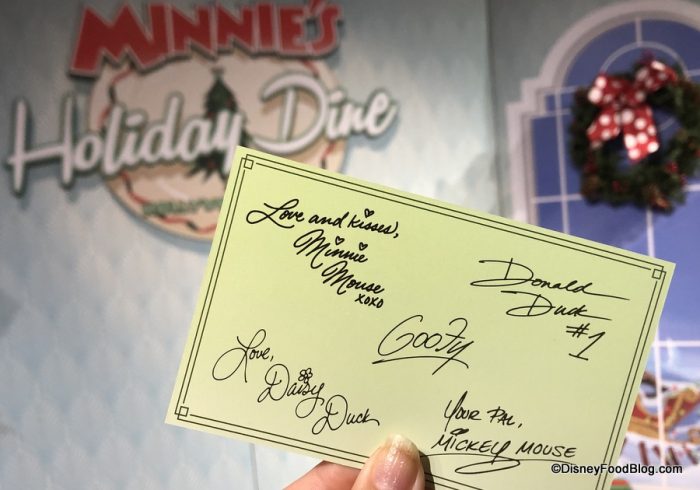 MINNIE'S
Holiday Dine
Love and kisses,
Minnie
Mouse
xoxo
Donald
Duck
#1
Goofy
Love,
Daisy
Duck
Your Pal,
Mickey Mouse
©DisneyFoodBlog.com